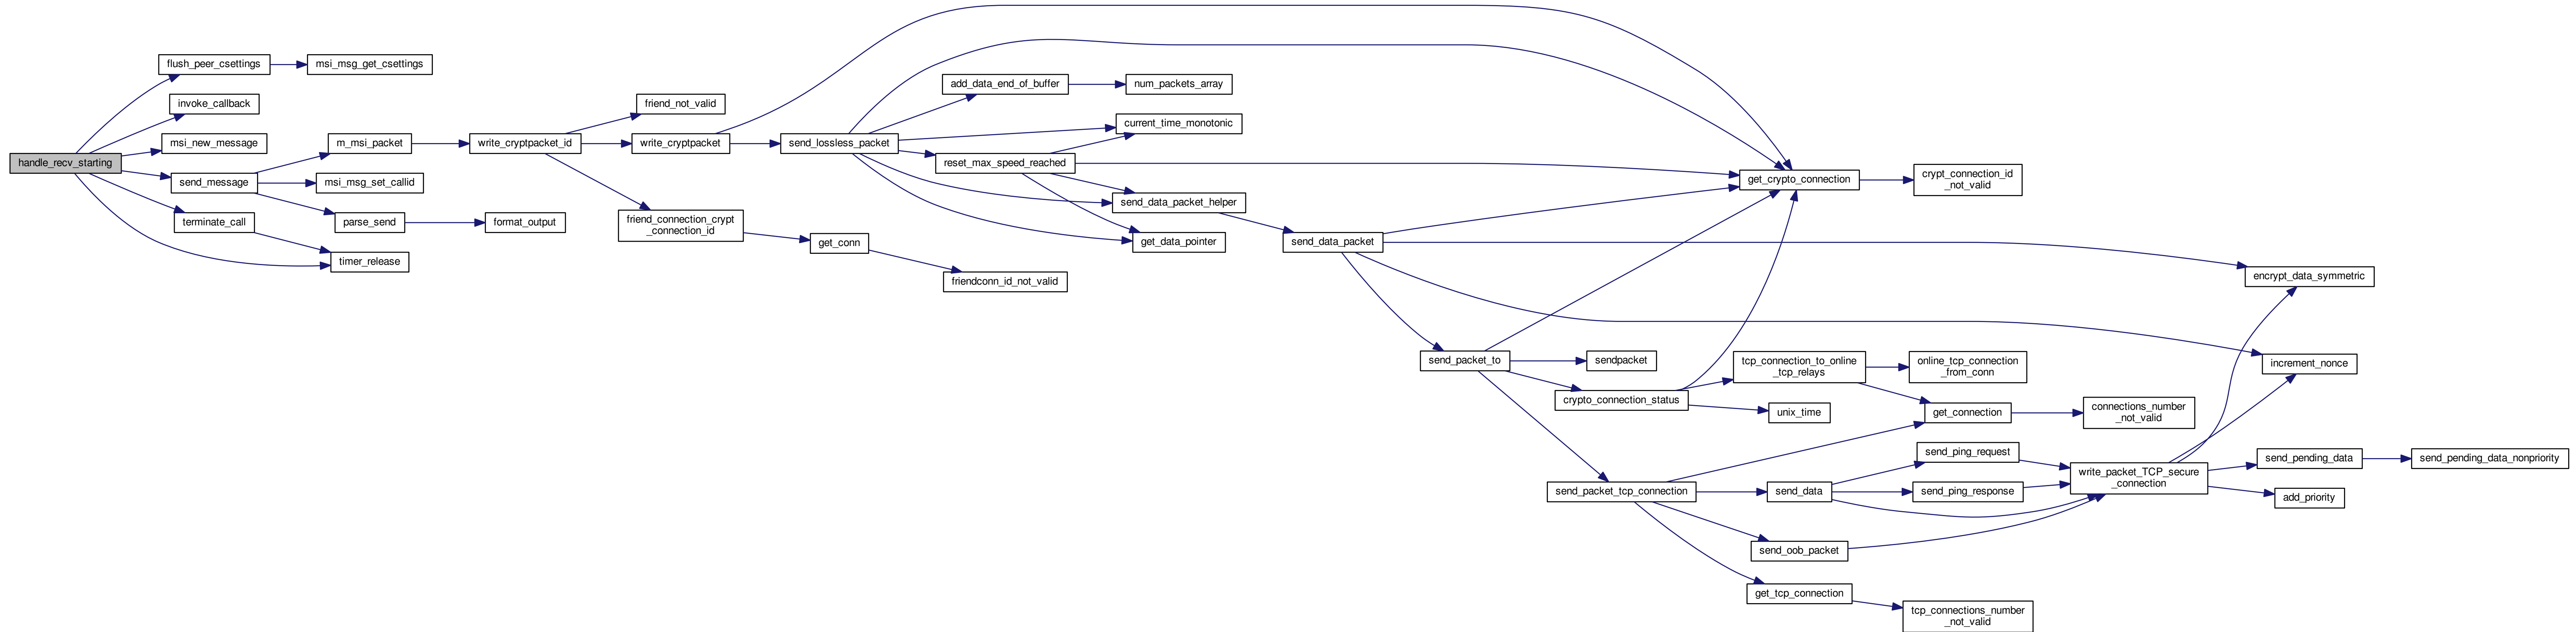 handle_recv_starting
flush_peer_csettings
msi_msg_get_csettings
invoke_callback
msi_new_message
send_message
terminate_call
timer_release
m_msi_packet
msi_msg_set_callid
parse_send
format_output
write_cryptpacket_id
friend_not_valid
write_cryptpacket
friend_connection_crypt
_connection_id
get_conn
friendconn_id_not_valid
send_lossless_packet
add_data_end_of_buffer
num_packets_array
current_time_monotonic
reset_max_speed_reached
send_data_packet_helper
get_data_pointer
send_data_packet
get_crypto_connection
crypt_connection_id
_not_valid
encrypt_data_symmetric
increment_nonce
send_packet_to
sendpacket
crypto_connection_status
tcp_connection_to_online
_tcp_relays
online_tcp_connection
_from_conn
unix_time
get_connection
connections_number
_not_valid
send_packet_tcp_connection
send_data
send_ping_request
send_ping_response
send_oob_packet
write_packet_TCP_secure
_connection
send_pending_data
send_pending_data_nonpriority
add_priority
get_tcp_connection
tcp_connections_number
_not_valid